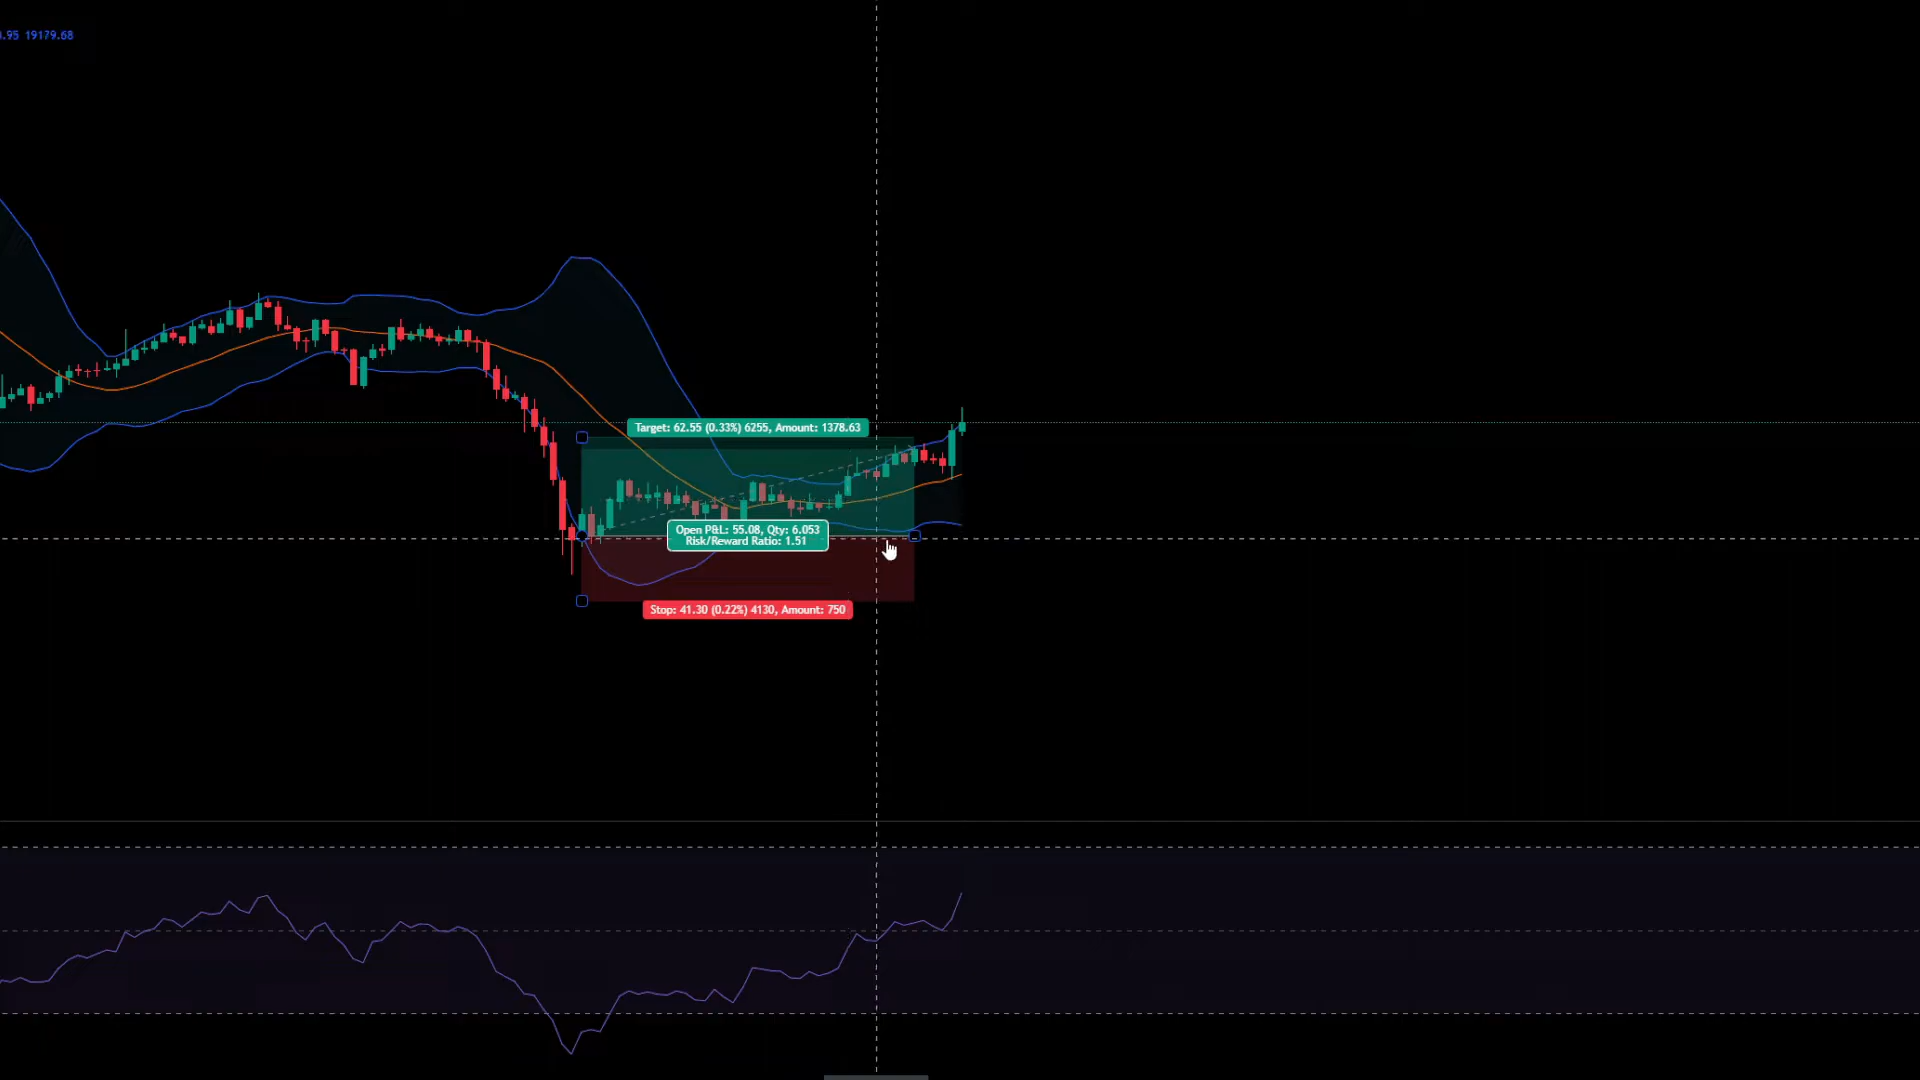 .95 19179.68
Target: 62.55 (0.33%) 6255, Amount: 1378.63
Open P&L: 55.08, Qty: 6.053
Risk/Reward Ratio: 1.51
Stop: 41.30 (0.22%) 4130, Amount: 750